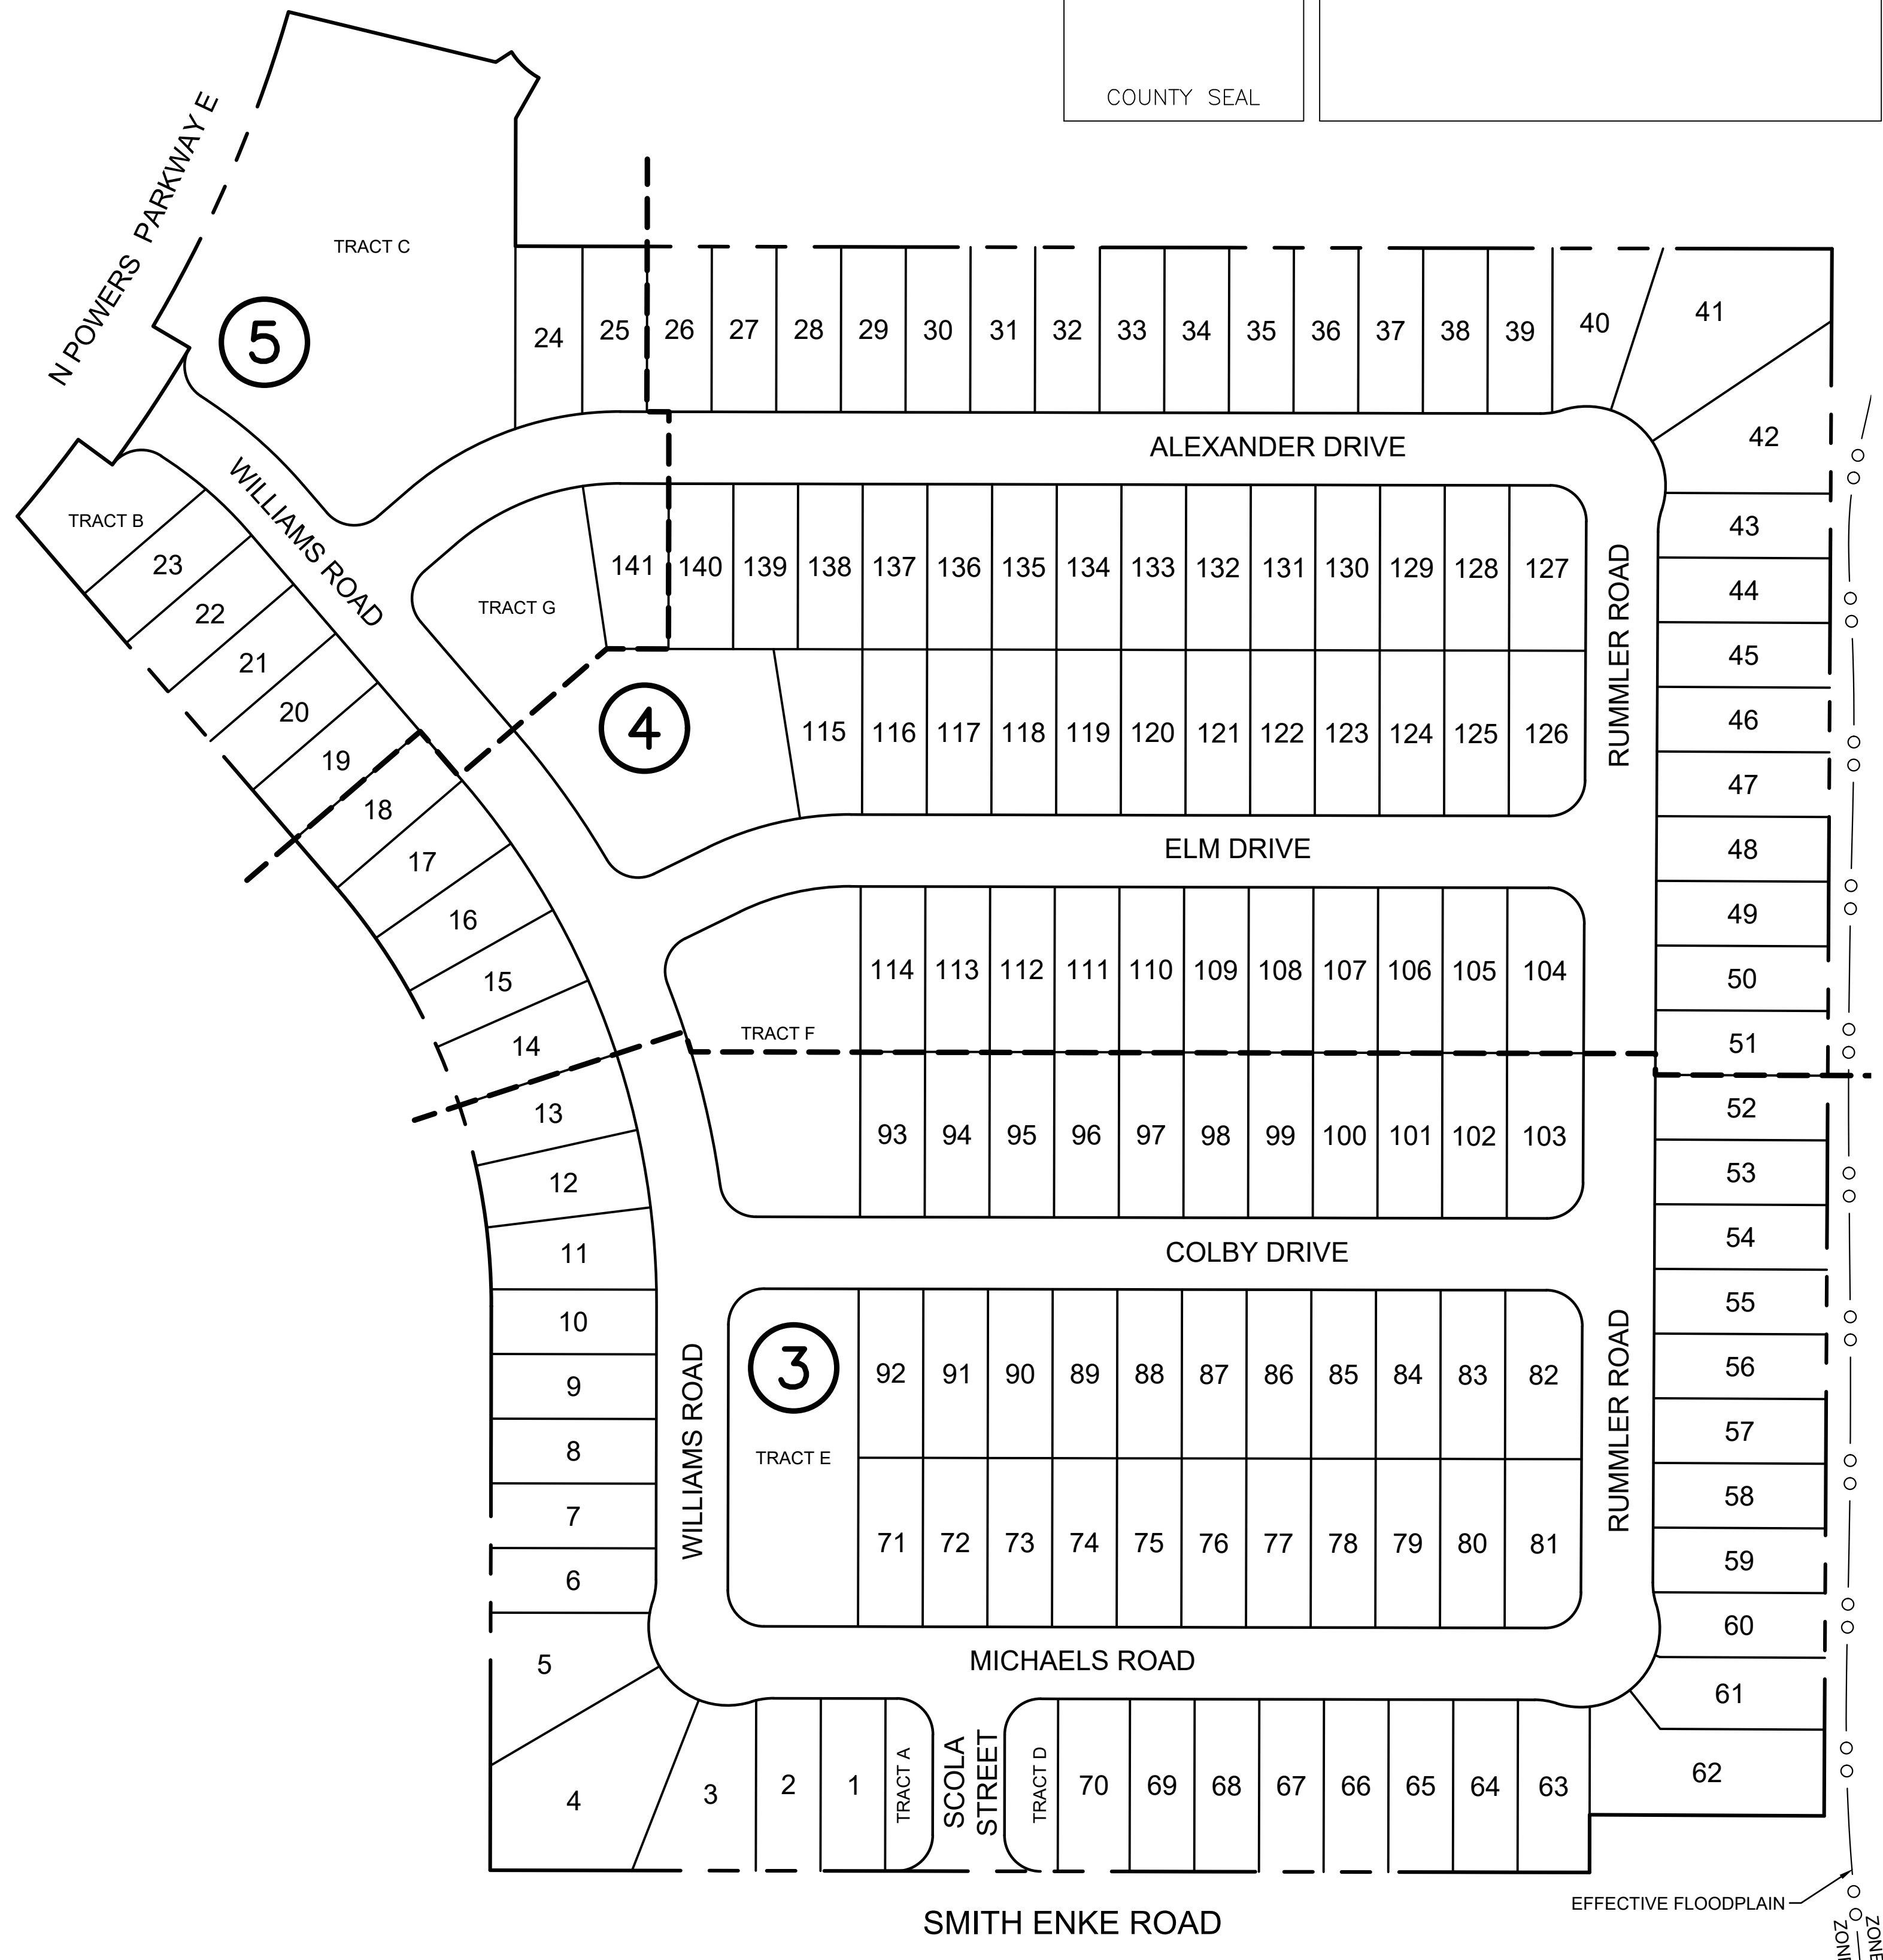 COUNTY SEAL
N POWERS PARKWAY E
TRACT C
5
24 25 26 27 28 29 30 31 32 33 34 35 36 37 38 39 40 41
42
ALEXANDER DRIVE
WILLIAMS ROAD
TRACT B
23
22
21
20
19
18
17
16
15
14
13
12
11
10
9
8
7
6
5
4
TRACT G
141 140 139 138 137 136 135 134 133 132 131 130 129 128 127
4
115 116 117 118 119 120 121 122 123 124 125 126
RUMMLER ROAD
43
44
45
46
47
48
49
50
51
52
53
54
55
56
57
58
59
60
61
62
ELM DRIVE
114 113 112 111 110 109 108 107 106 105 104
TRACT F
93 94 95 96 97 98 99 100 101 102 103
COLBY DRIVE
WILLIAMS ROAD
3
92 91 90 89 88 87 86 85 84 83 82
TRACT E
71 72 73 74 75 76 77 78 79 80 81
RUMMLER ROAD
MICHAELS ROAD
3 2 1
TRACT A
SCOLA
STREET
TRACT D
70 69 68 67 66 65 64 63
EFFECTIVE FLOODPLAIN
SMITH ENKE ROAD